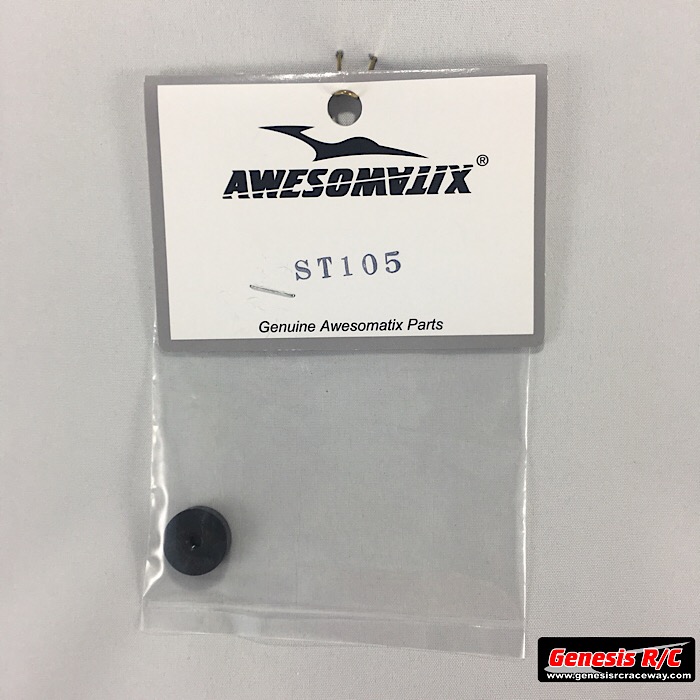 AWESOMATIX®
ST105
Genuine Awesomatix Parts
Genesis R/C
www.genesisrcraceway.com